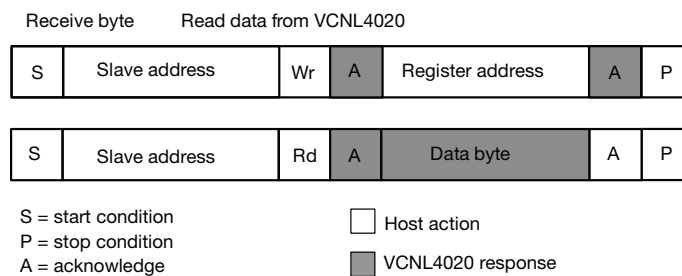 Receive byte Read data from VCNL4020
S Slave address Wr A Register address A P
S Slave address Rd A Data byte A P
S = start condition
P = stop condition
A = acknowledge
Host action
VCNL4020 response